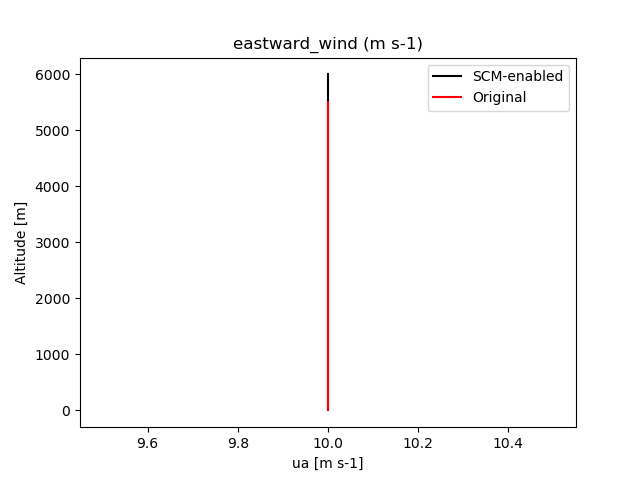 eastward_wind (m s-1)
SCM-enabled
Original
6000
5000
4000
3000
2000
1000
0
Altitude [m]
9.6 9.8 10.0 10.2 10.4
ua [m s-1]